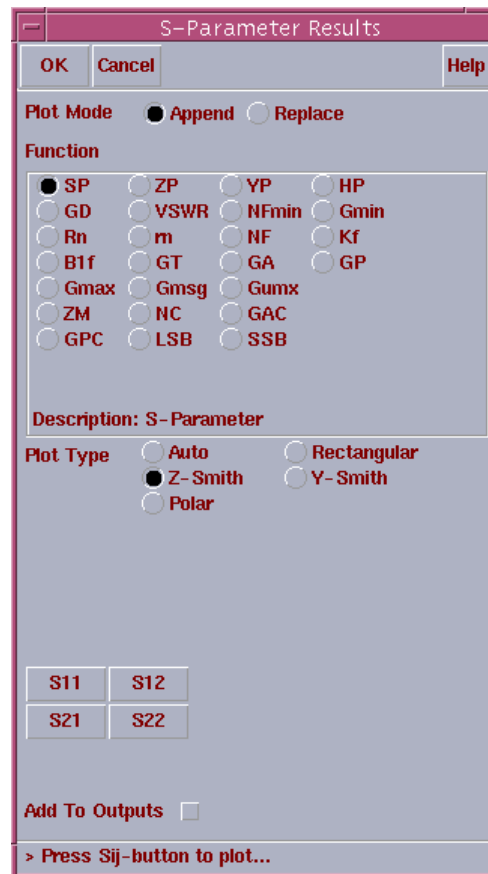 S-Parameter Results
OK Cancel Help
Plot Mode Append Replace
Function
SP ZP YP HP
GD VSWR NFmin Gmin
Rn rn NF Kf
B1f GT GA GP
Gmax Gmsg Gumx
ZM NC GAC
GPC LSB SSB
Description: S-Parameter
Plot Type Auto Rectangular
Z-Smith Y-Smith
Polar
S11 S12
S21 S22
Add To Outputs
> Press Sij-button to plot...